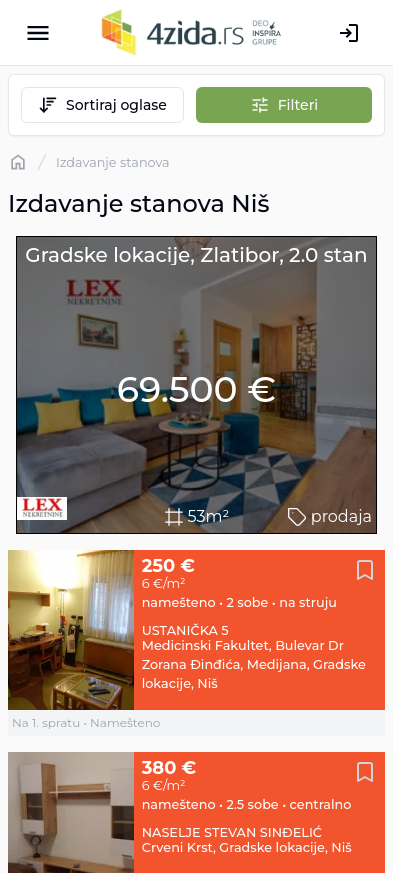 4zida.rs
DEO
INSPIRA
GRUPE
Sortiraj oglase
Filteri
Izdavanje stanova
Izdavanje stanova Niš
Gradske lokacije, Zlatibor, 2.0 stan
LEX
NEKRETNINE
69.500 €
LEX
NEKRETNINE
53m²
prodaja
250 €
6 €/m²
namešteno • 2 sobe • na struju
USTANIČKA 5
Medicinski Fakultet, Bulevar Dr
Zorana Đinđića, Medijana, Gradske
lokacije, Niš
Na 1. spratu • Namešteno
380 €
6 €/m²
namešteno • 2.5 sobe • centralno
NASELJE STEVAN SINĐELIĆ
Crveni Krst, Gradske lokacije, Niš